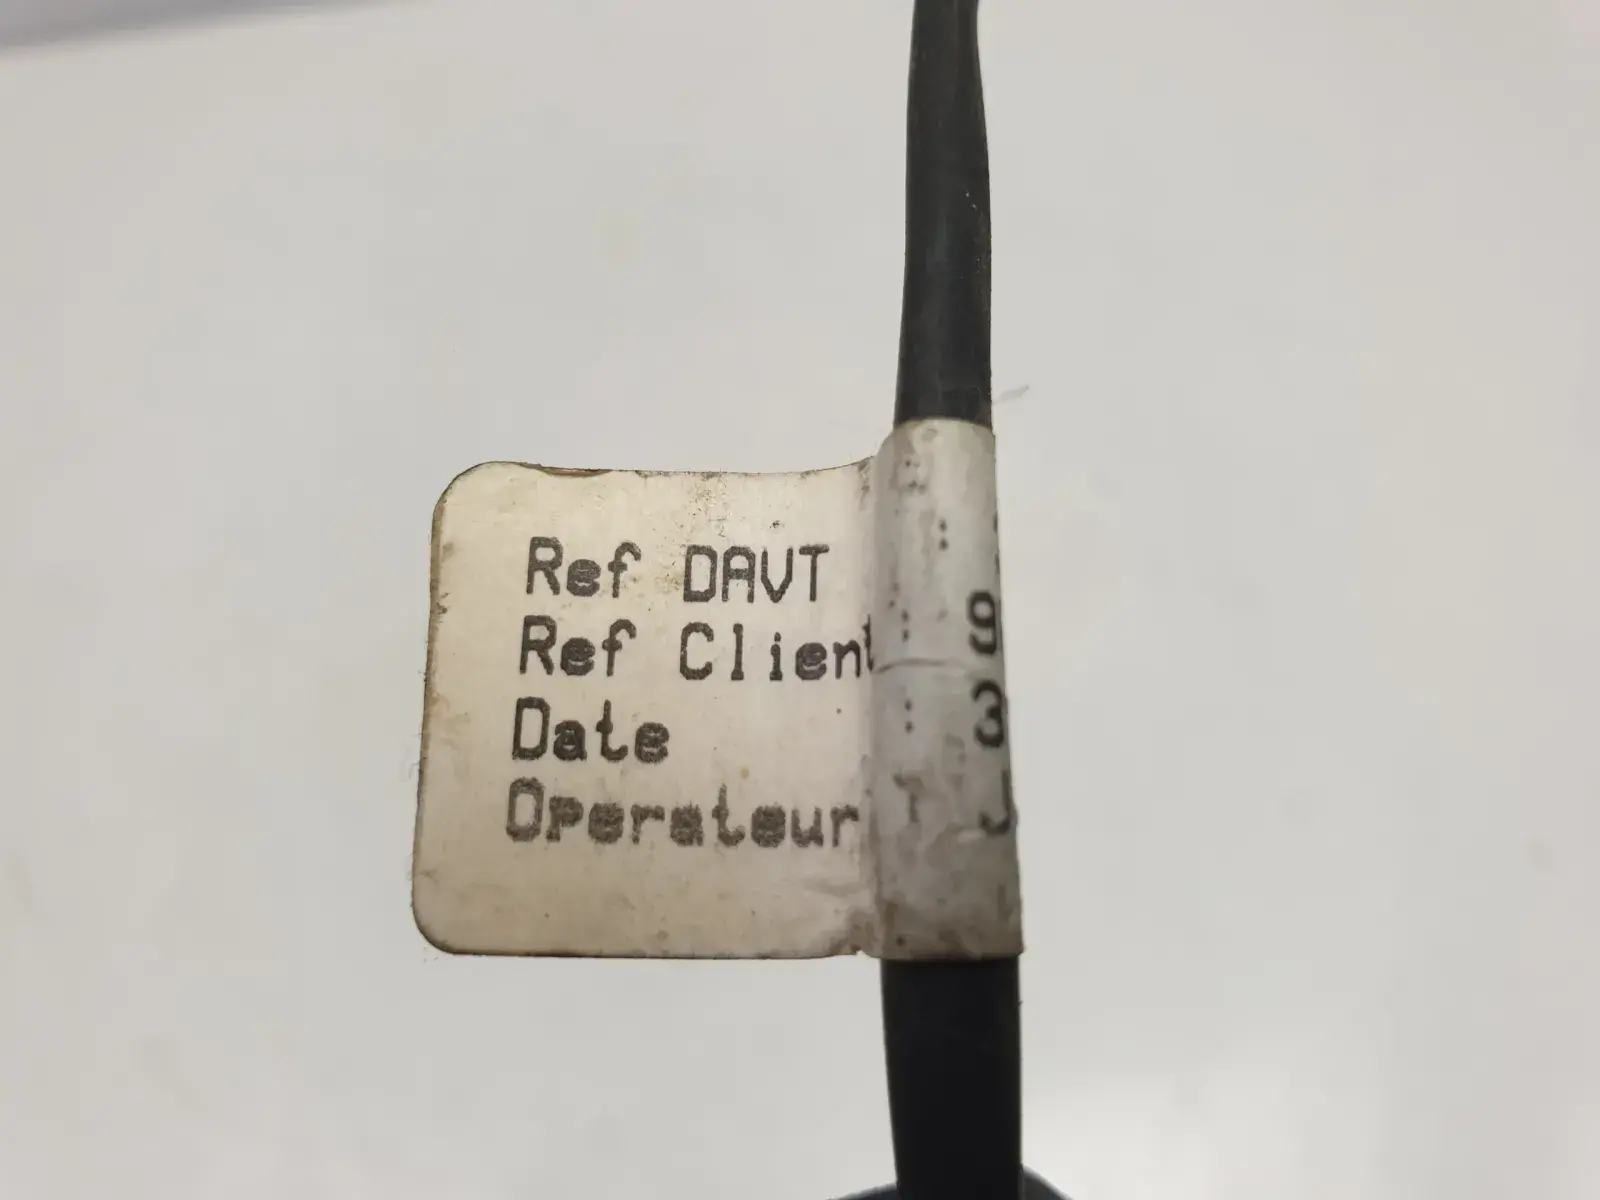 Ref DAVT :
Ref Client : 9
Date : 3
Operateur : J